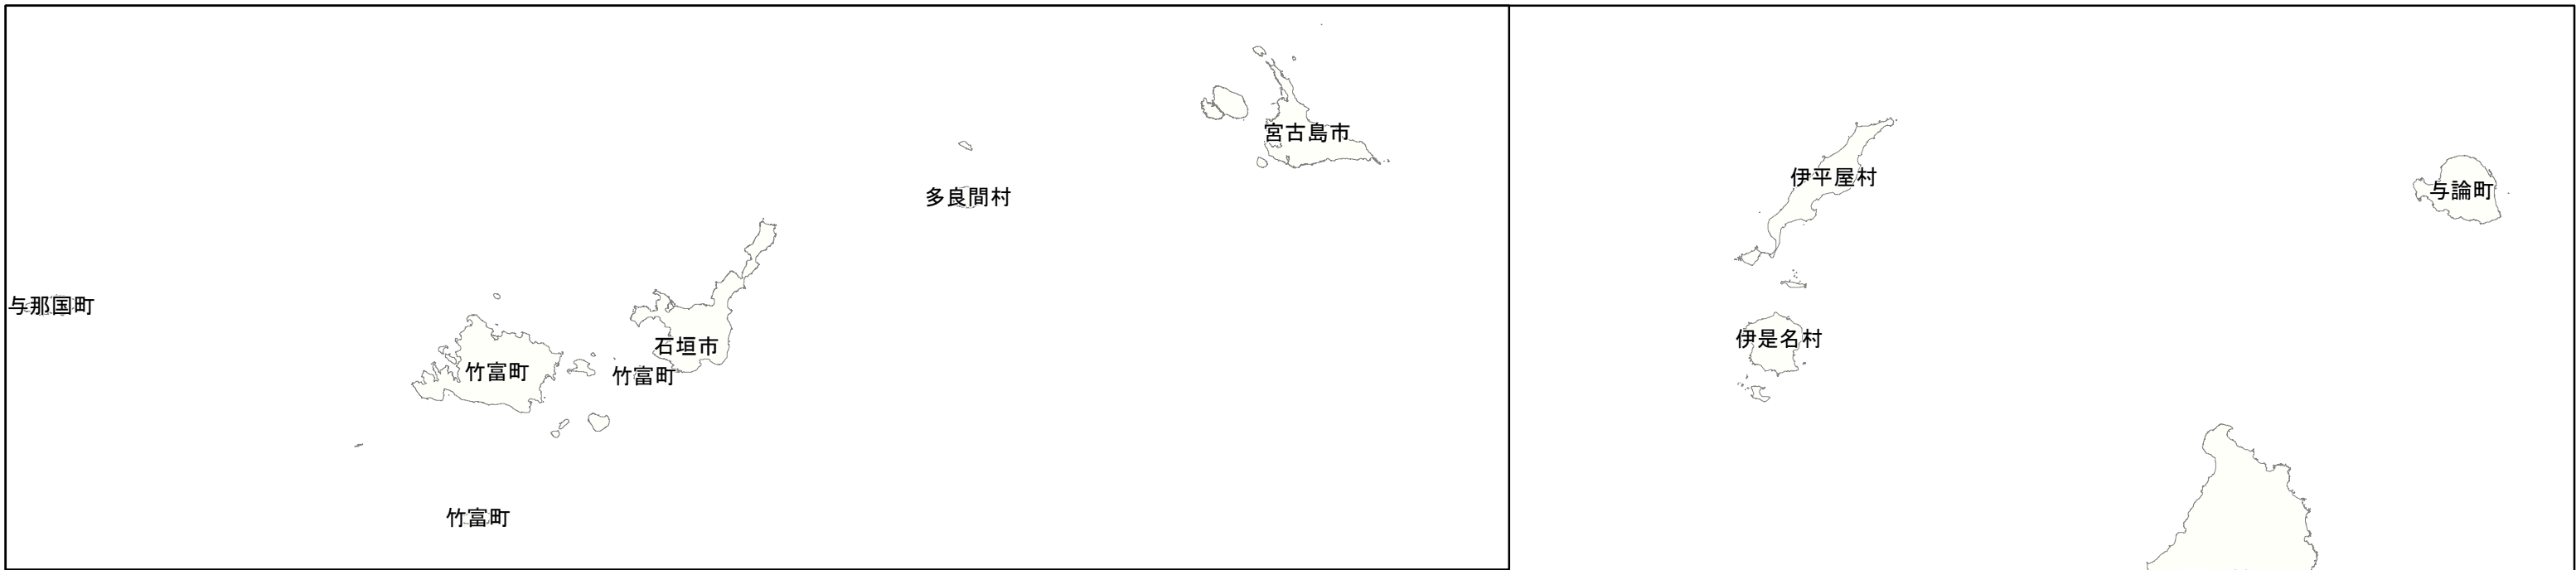 宮古島市
多良間村
与那国町
石垣市
竹富町
竹富町
竹富町
伊平屋村
与論町
伊是名村